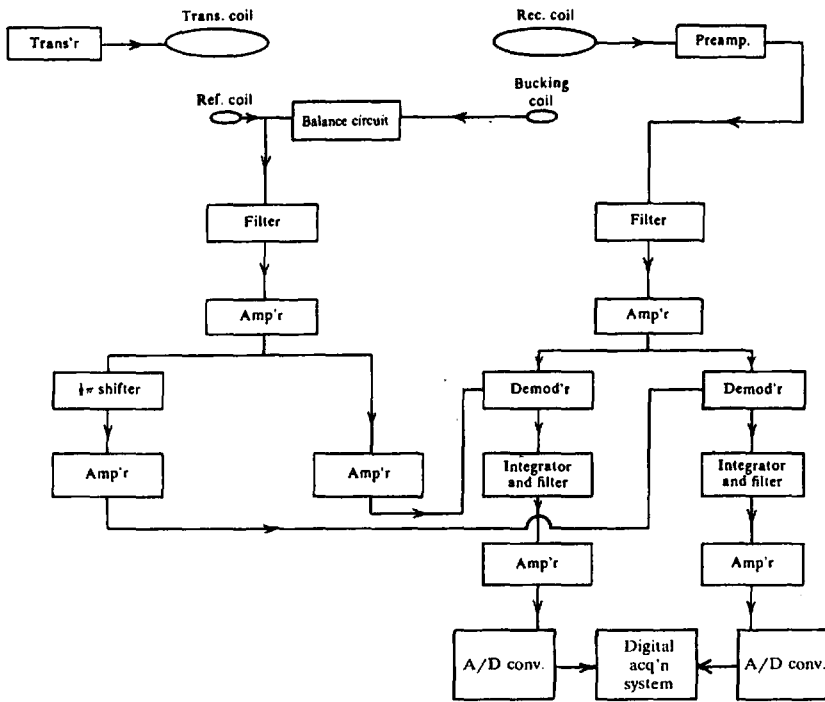 Trans. coil
Rec. coil
Trans'r
Preamp.
Ref. coil
Bucking
coil
Balance circuit
Filter
Filter
Amp'r
Amp'r
½π shifter
Demod'r
Demod'r
Amp'r
Amp'r
Integrator
and filter
Integrator
and filter
Amp'r
Amp'r
A/D conv.
Digital
acq'n
system
A/D conv.